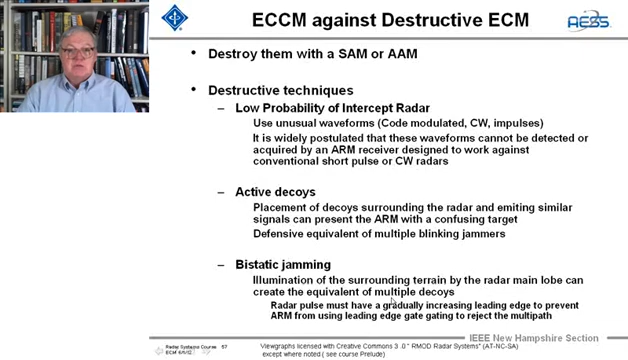 ECCM against Destructive ECM
AESS
• Destroy them with a SAM or AAM
• Destructive techniques
– Low Probability of Intercept Radar
Use unusual waveforms (Code modulated, CW, impulses)
It is widely postulated that these waveforms cannot be detected or
acquired by an ARM receiver designed to work against
conventional short pulse or CW radars
– Active decoys
Placement of decoys surrounding the radar and emiting similar
signals can present the ARM with a confusing target
Defensive equivalent of multiple blinking jammers
– Bistatic jamming
Illumination of the surrounding terrain by the radar main lobe can
create the equivalent of multiple decoys
Radar pulse must have a gradually increasing leading edge to prevent
ARM from using leading edge gate gating to reject the multipath
IEEE New Hampshire Section
Radar Systems Course 67
Viewgraphs licensed with Creative Commons 3 .0 " RMOD Radar Systems" (AT-NC-SA)
except where noted ( see course Prelude)